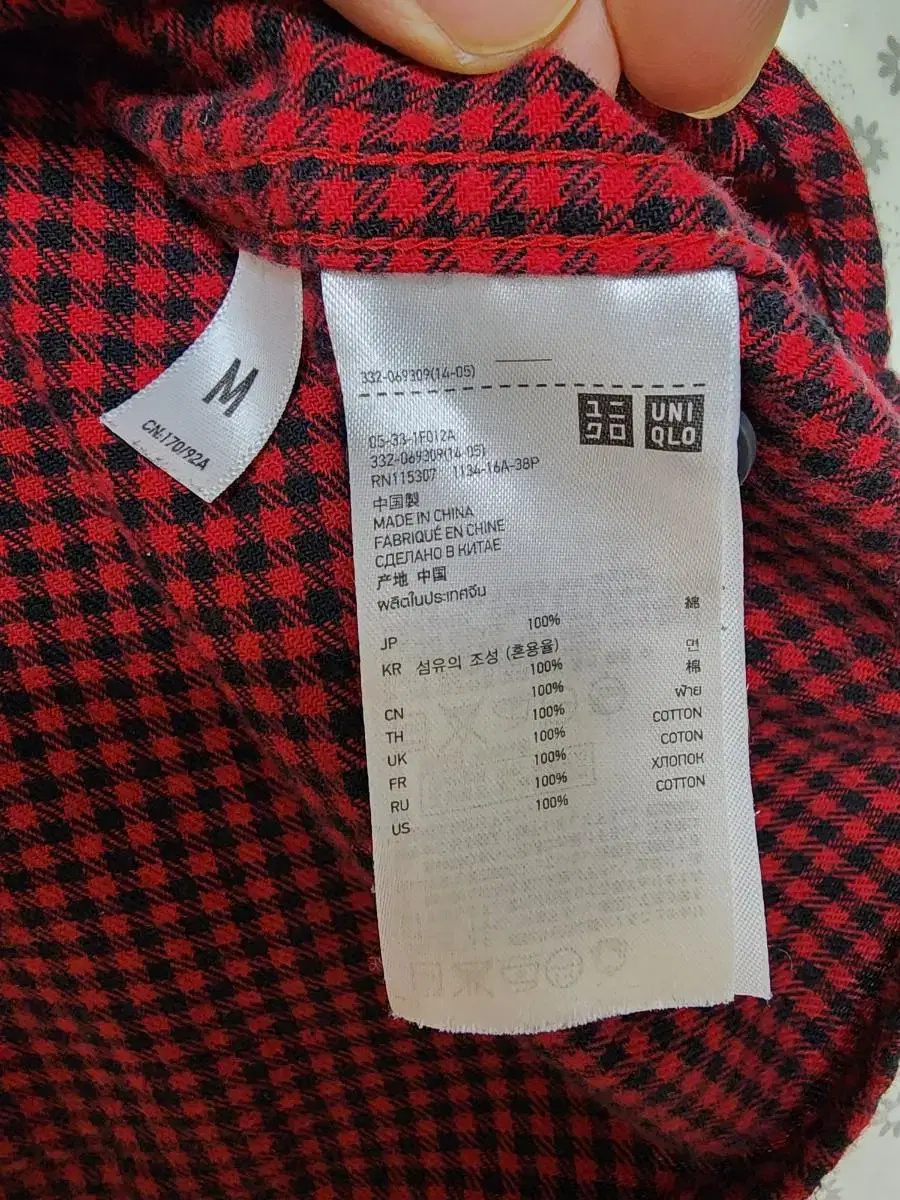 M
CN:170/92A
332-069309(14-05)
ユニ
クロ
UNI
QLO
05-33-1F012A
332-069309(14-05)
RN115307 1134-16A-38P
中国製
MADE IN CHINA
FABRIQUÉ EN CHINE
СДЕЛАНО В КИТАЕ
产地 中国
ผลิตในประเทศจีน
JP 100% 綿
KR 섬유의 조성 (혼용율)
100% 면
CN 100% 棉
TH 100% ฝ้าย
UK 100% COTTON
FR 100% COTON
RU 100% ХЛОПОК
US 100% COTTON